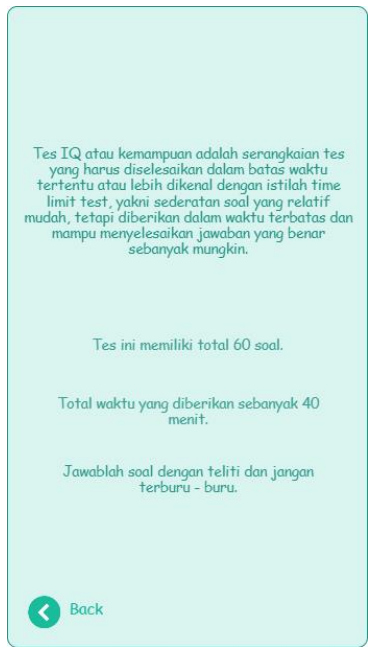 Tes IQ atau kemampuan adalah serangkaian tes
yang harus diselesaikan dalam batas waktu
tertentu atau lebih dikenal dengan istilah time
limit test, yakni sederatan soal yang relatif
mudah, tetapi diberikan dalam waktu terbatas dan
mampu menyelesaikan jawaban yang benar
sebanyak mungkin.
Tes ini memiliki total 60 soal.
Total waktu yang diberikan sebanyak 40
menit.
Jawablah soal dengan teliti dan jangan
terburu - buru.
Back